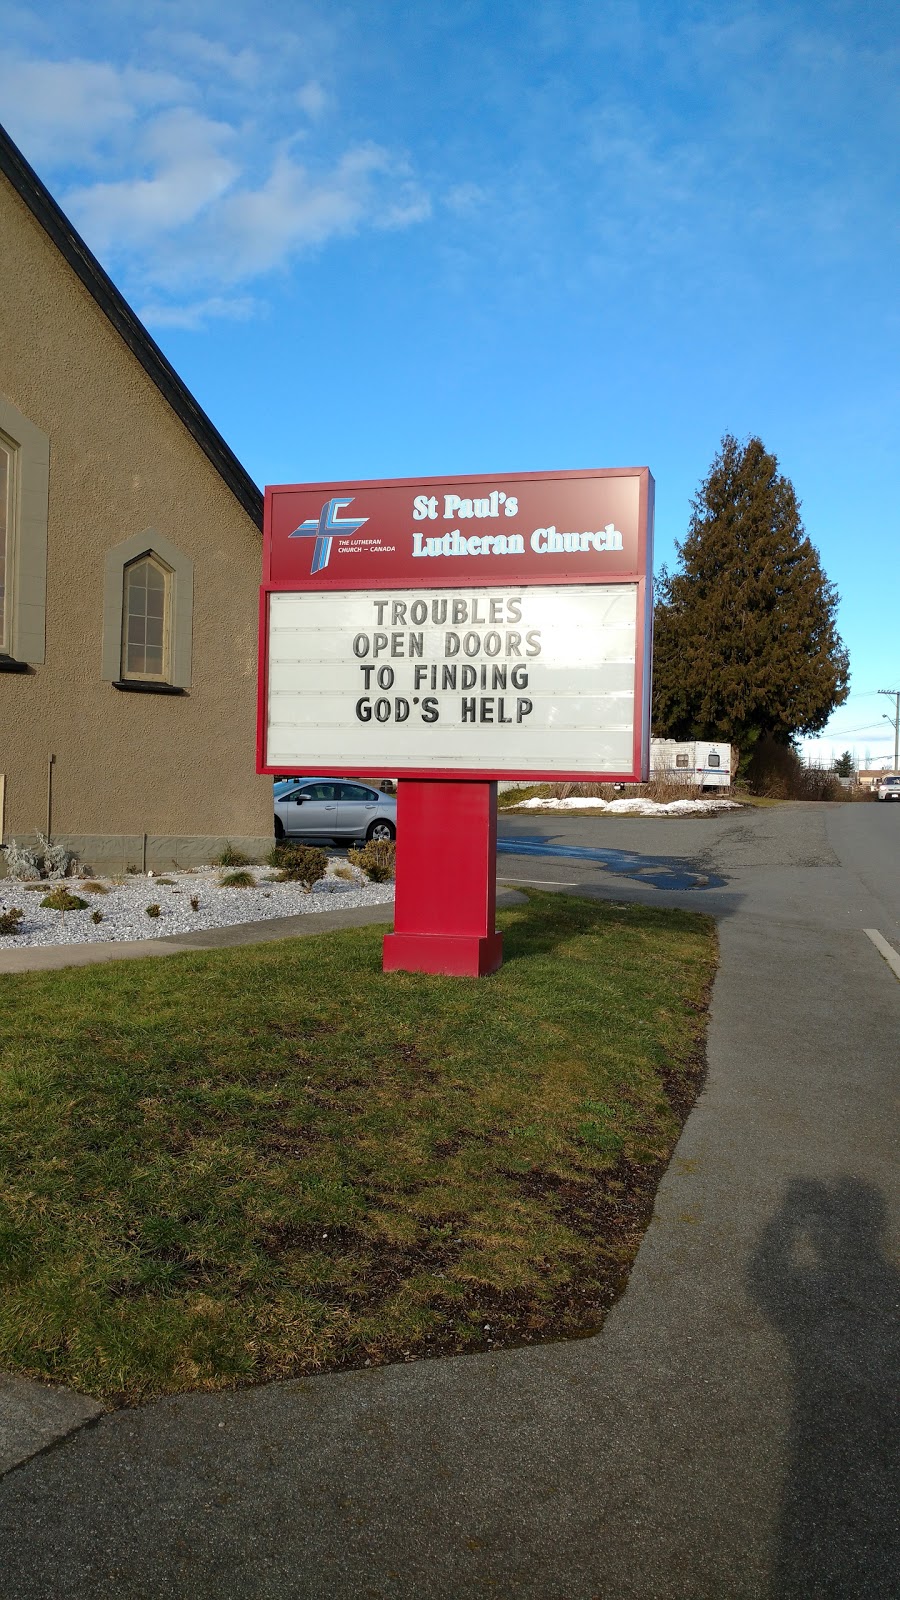 St Paul's
Lutheran Church
THE LUTHERAN
CHURCH – CANADA
TROUBLES
OPEN DOORS
TO FINDING
GOD'S HELP